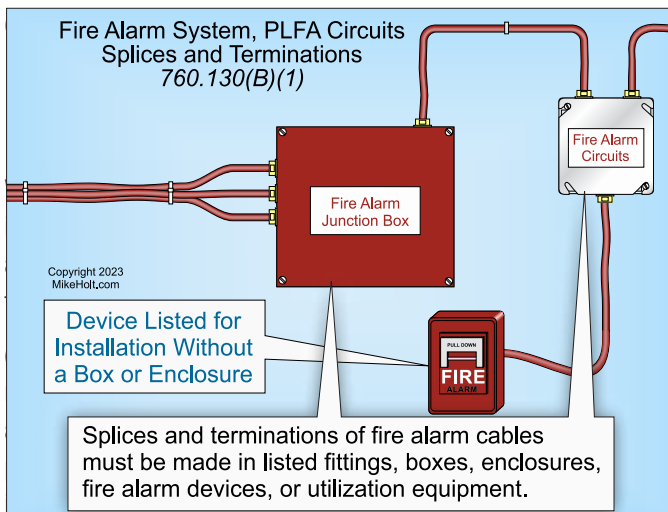 Fire Alarm System, PLFA Circuits
Splices and Terminations
760.130(B)(1)
Fire Alarm
Circuits
Fire Alarm
Junction Box
Copyright 2023
MikeHolt.com
Device Listed for
Installation Without
a Box or Enclosure
PULL DOWN
FIRE
ALARM
Splices and terminations of fire alarm cables
must be made in listed fittings, boxes, enclosures,
fire alarm devices, or utilization equipment.